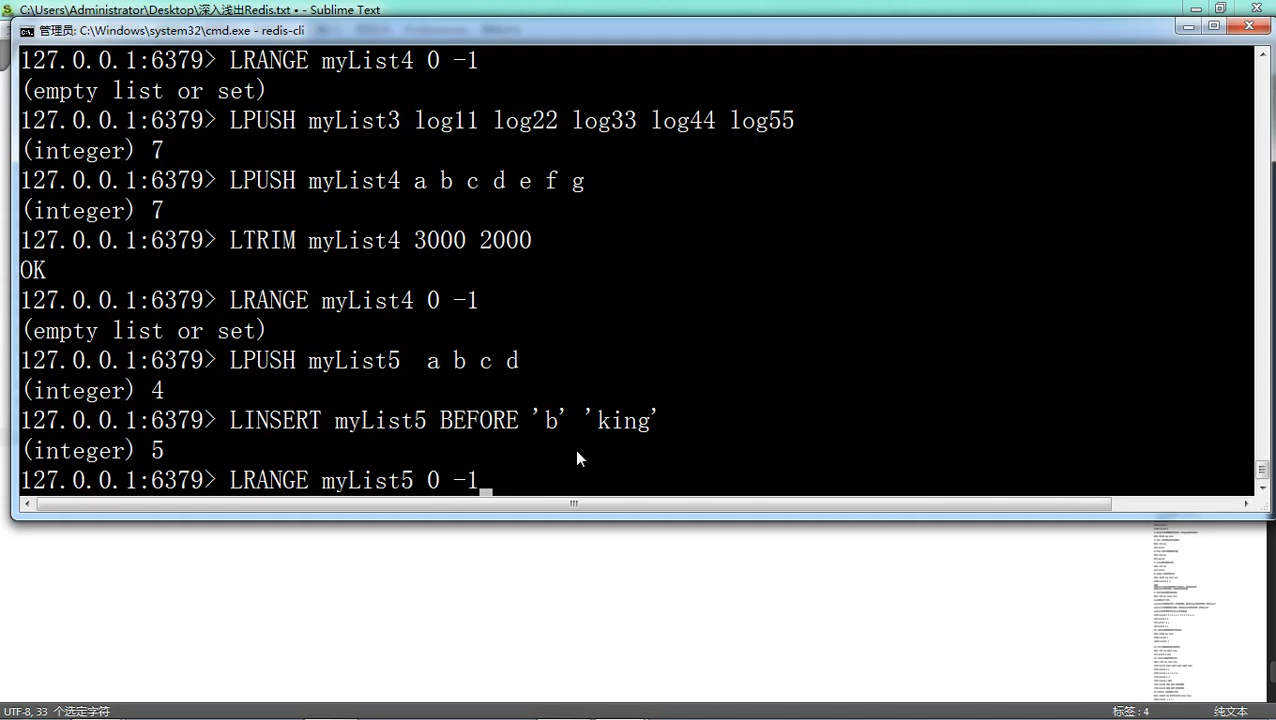 C:\Users\Administrator\Desktop\深入浅出Redis.txt • - Sublime Text
管理员: C:\Windows\system32\cmd.exe - redis-cli
127.0.0.1:6379> LRANGE myList4 0 -1
(empty list or set)
127.0.0.1:6379> LPUSH myList3 log11 log22 log33 log44 log55
(integer) 7
127.0.0.1:6379> LPUSH myList4 a b c d e f g
(integer) 7
127.0.0.1:6379> LTRIM myList4 3000 2000
OK
127.0.0.1:6379> LRANGE myList4 0 -1
(empty list or set)
127.0.0.1:6379> LPUSH myList5  a b c d
(integer) 4
127.0.0.1:6379> LINSERT myList5 BEFORE 'b' 'king'
(integer) 5
127.0.0.1:6379> LRANGE myList5 0 -1
UTF-8, 个选定字符 标签: 4 纯文本